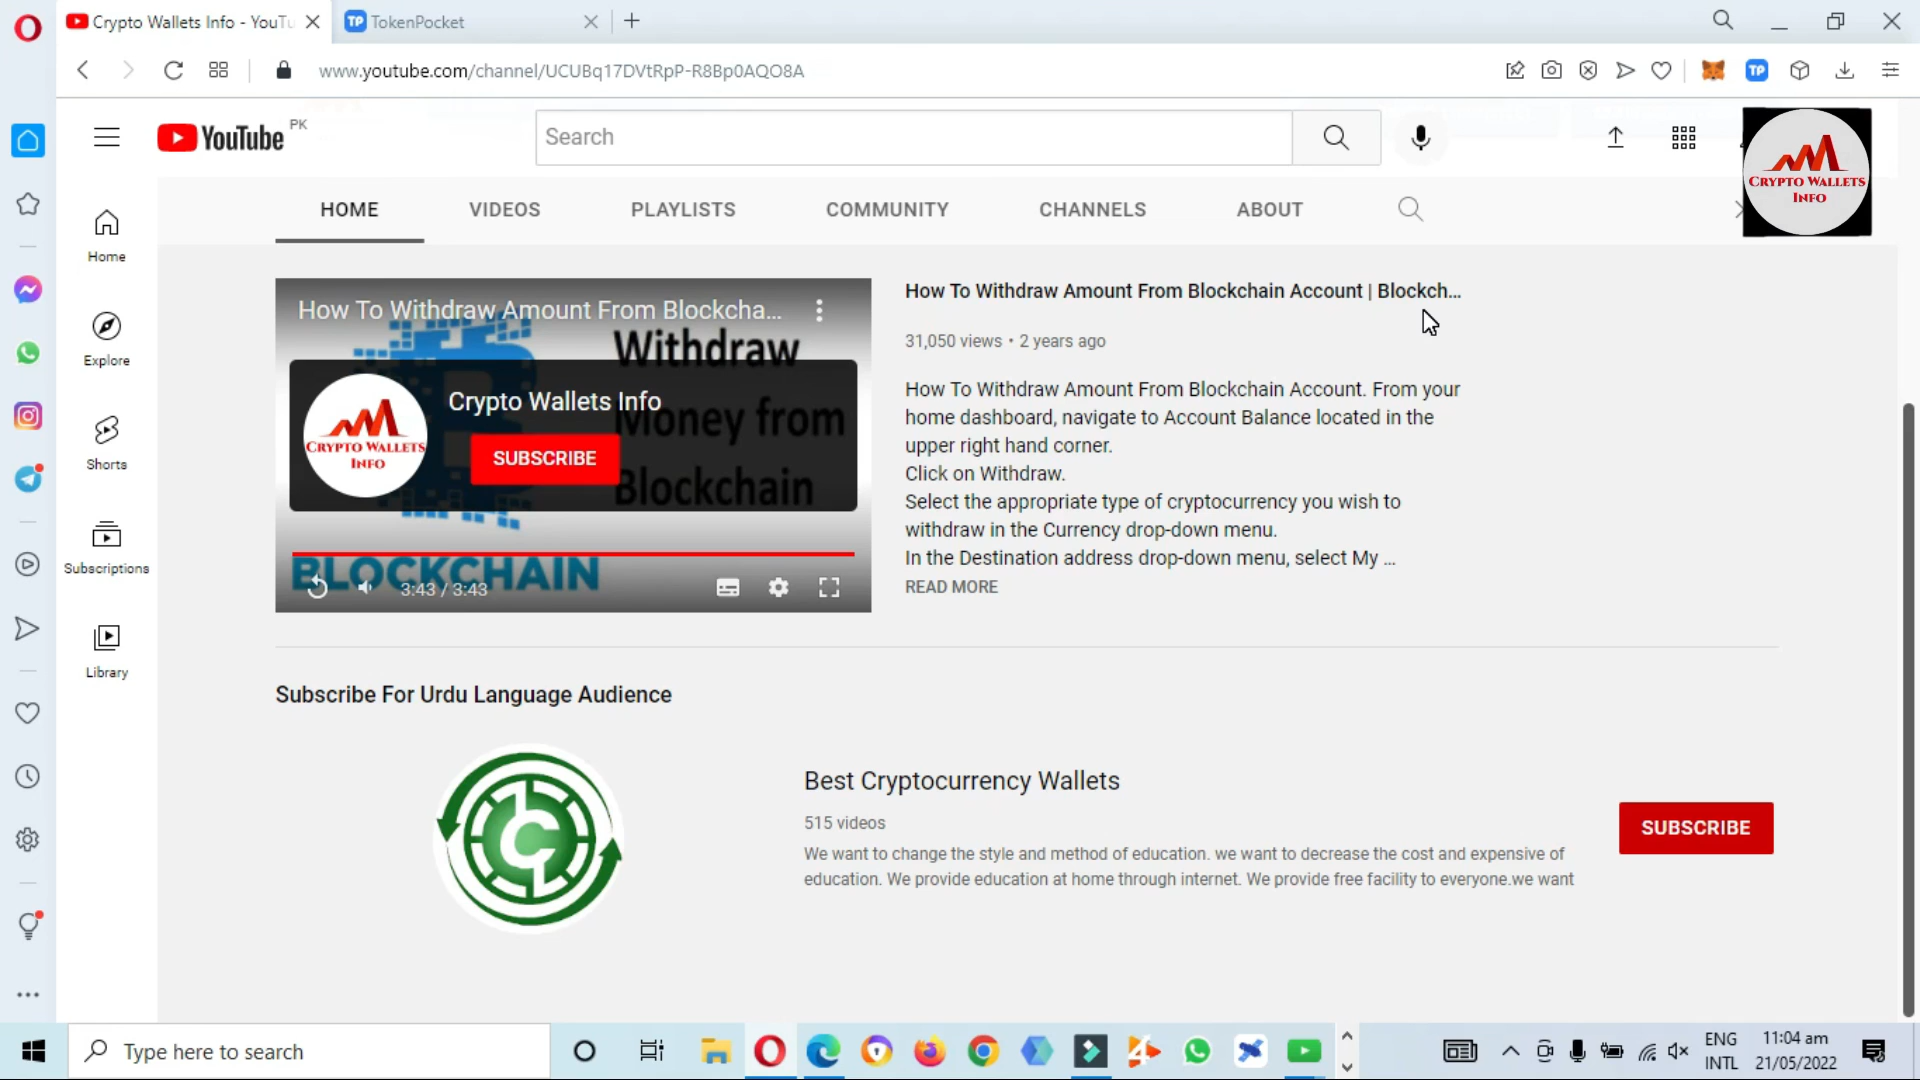 Crypto Wallets Info - YouTu
TP TokenPocket
www.youtube.com/channel/UCUBq17DVtRpP-R8Bp0AQO8A
TP
YouTube PK
Search
CRYPTO WALLETS
INFO
HOME VIDEOS PLAYLISTS COMMUNITY CHANNELS ABOUT
Home
Explore
Shorts
Subscriptions
Library
How To Withdraw Amount From Blockcha...
Withdraw
Money from
Blockchain
Crypto Wallets Info
SUBSCRIBE
CRYPTO WALLETS
INFO
BLOCKCHAIN
3:43 / 3:43
How To Withdraw Amount From Blockchain Account | Blockch...
31,050 views • 2 years ago
How To Withdraw Amount From Blockchain Account. From your
home dashboard, navigate to Account Balance located in the
upper right hand corner.
Click on Withdraw.
Select the appropriate type of cryptocurrency you wish to
withdraw in the Currency drop-down menu.
In the Destination address drop-down menu, select My ...
READ MORE
Subscribe For Urdu Language Audience
Best Cryptocurrency Wallets
515 videos
We want to change the style and method of education. we want to decrease the cost and expensive of
education. We provide education at home through internet. We provide free facility to everyone.we want
SUBSCRIBE
Type here to search
ENG
INTL
11:04 am
21/05/2022